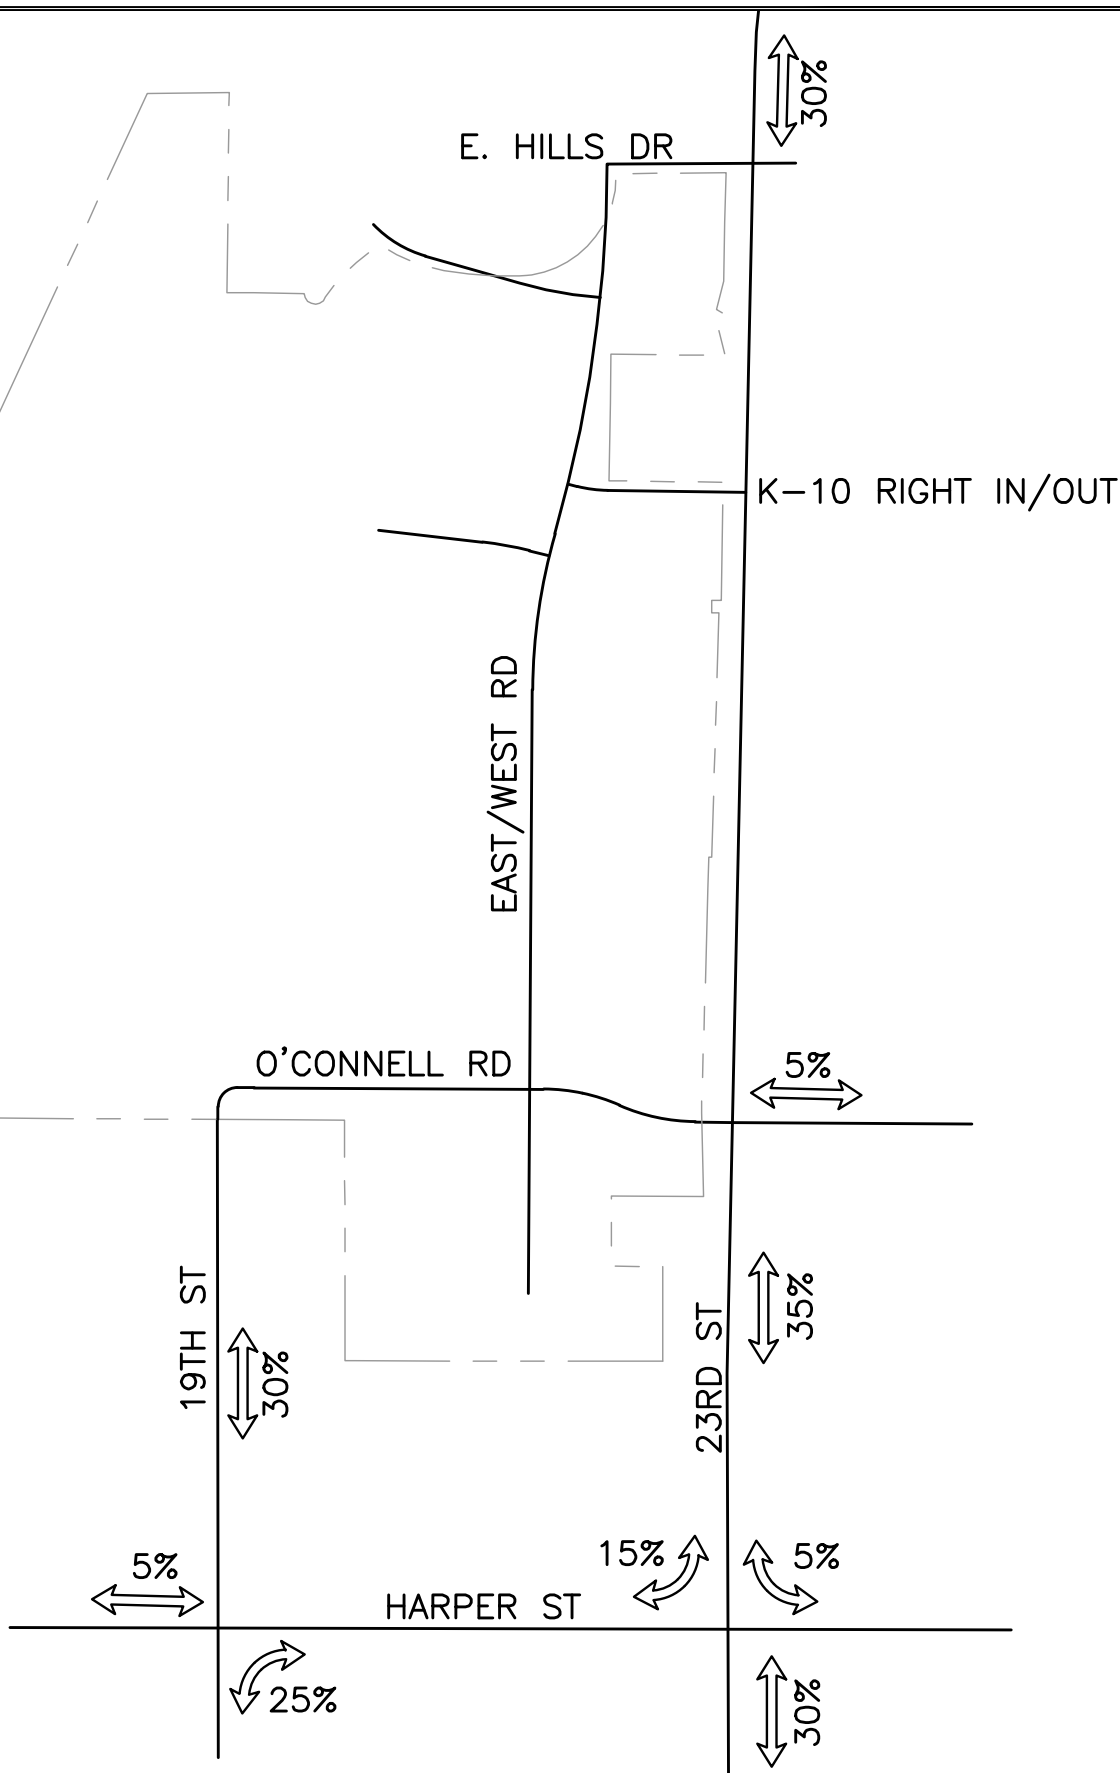 30%
E. HILLS DR
K-10 RIGHT IN/OUT
EAST/WEST RD
O'CONNELL RD
5%
19TH ST
30%
23RD ST
35%
5%
15%
5%
HARPER ST
25%
30%